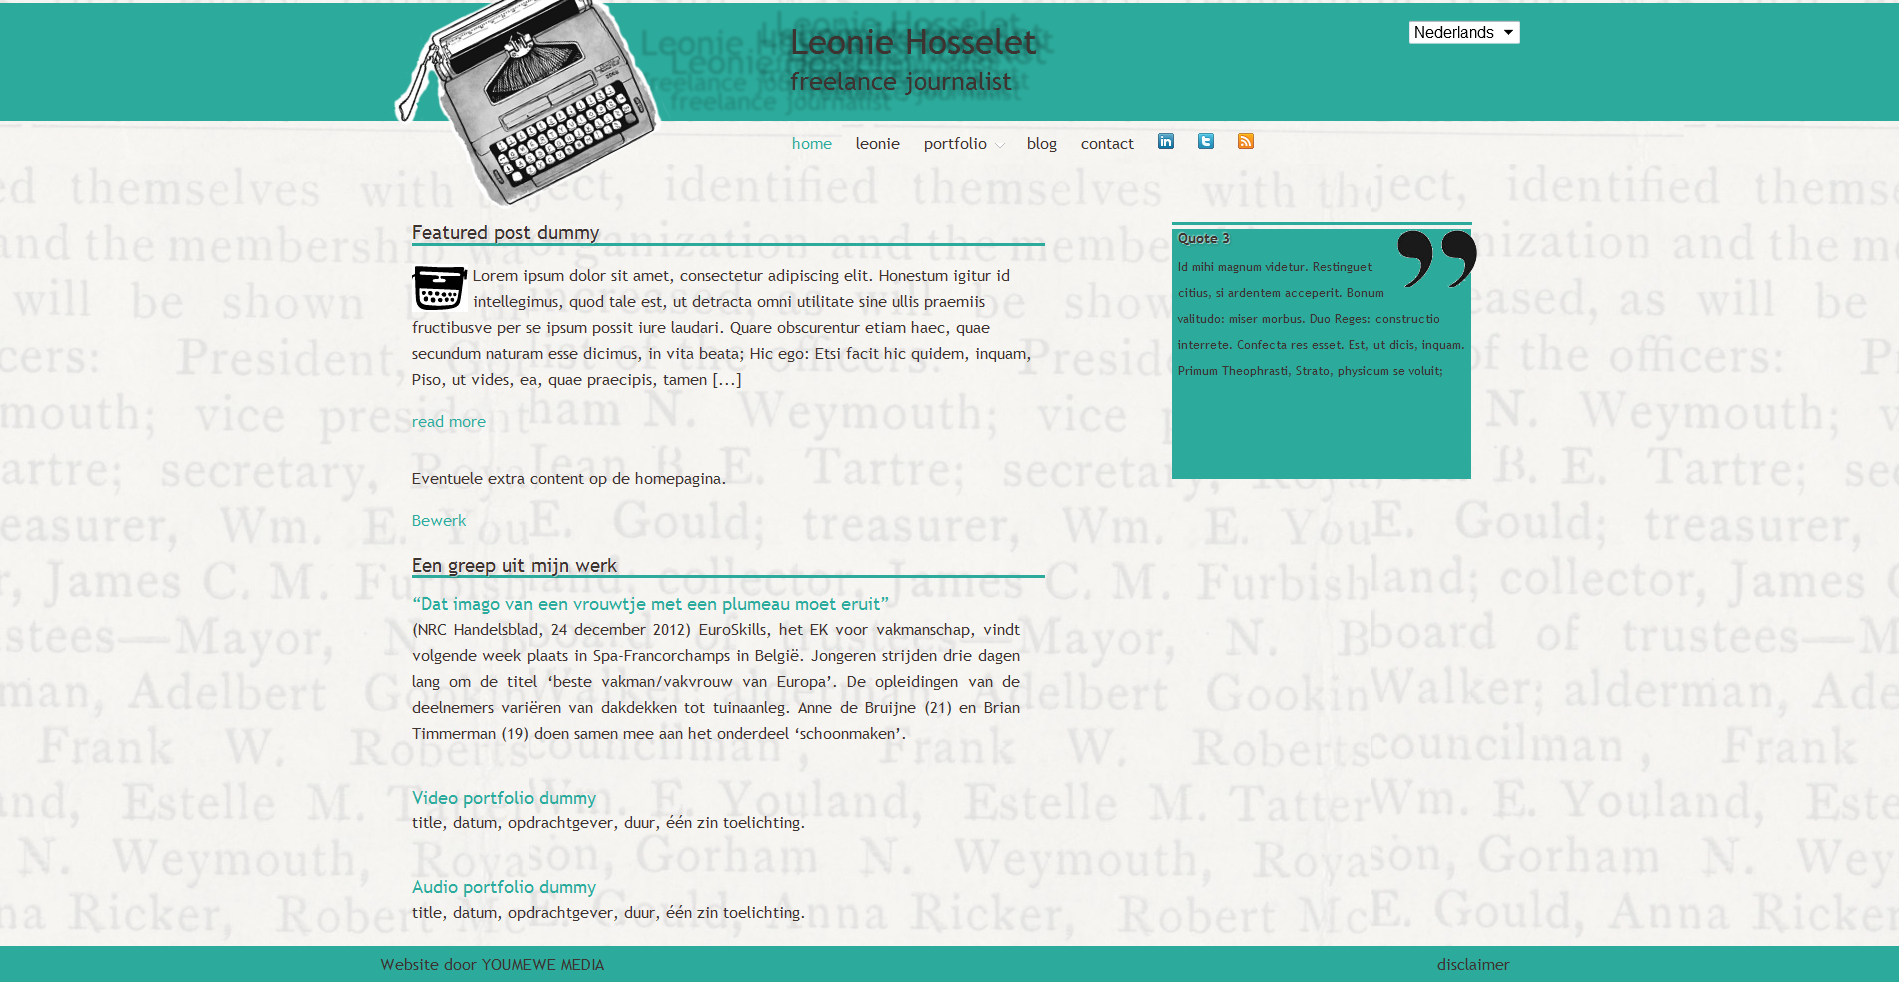 Leonie Hosselet
freelance journalist
Nederlands
home leonie portfolio blog contact
Featured post dummy
Lorem ipsum dolor sit amet, consectetur adipiscing elit. Honestum igitur id
intellegimus, quod tale est, ut detracta omni utilitate sine ullis praemiis
fructibusve per se ipsum possit iure laudari. Quare obscurentur etiam haec, quae
secundum naturam esse dicimus, in vita beata; Hic ego: Etsi facit hic quidem, inquam,
Piso, ut vides, ea, quae praecipis, tamen [...]
read more
Eventuele extra content op de homepagina.
Bewerk
Een greep uit mijn werk
“Dat imago van een vrouwtje met een plumeau moet eruit”
(NRC Handelsblad, 24 december 2012) EuroSkills, het EK voor vakmanschap, vindt
volgende week plaats in Spa-Francorchamps in België. Jongeren strijden drie dagen
lang om de titel ‘beste vakman/vakvrouw van Europa’. De opleidingen van de
deelnemers variëren van dakdekken tot tuinaanleg. Anne de Bruijne (21) en Brian
Timmerman (19) doen samen mee aan het onderdeel ‘schoonmaken’.
Video portfolio dummy
title, datum, opdrachtgever, duur, één zin toelichting.
Audio portfolio dummy
title, datum, opdrachtgever, duur, één zin toelichting.
Quote 3
Id mihi magnum videtur. Restinguet
citius, si ardentem acceperit. Bonum
valitudo: miser morbus. Duo Reges: constructio
interrete. Confecta res esset. Est, ut dicis, inquam.
Primum Theophrasti, Strato, physicum se voluit;
Website door YOUMEWE MEDIA
disclaimer